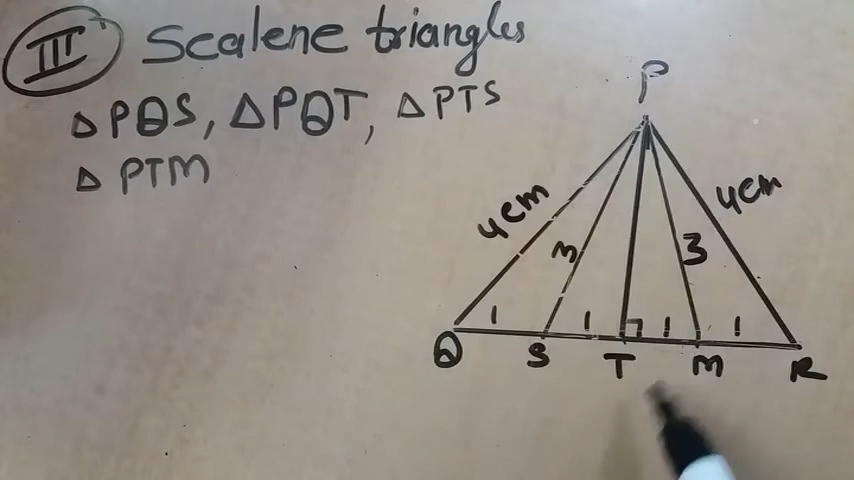 III Scalene triangles
△PQS, △PQT, △PTS
△PTM
P
4cm 4cm
3 3
1 1 1 1
Q S T M R